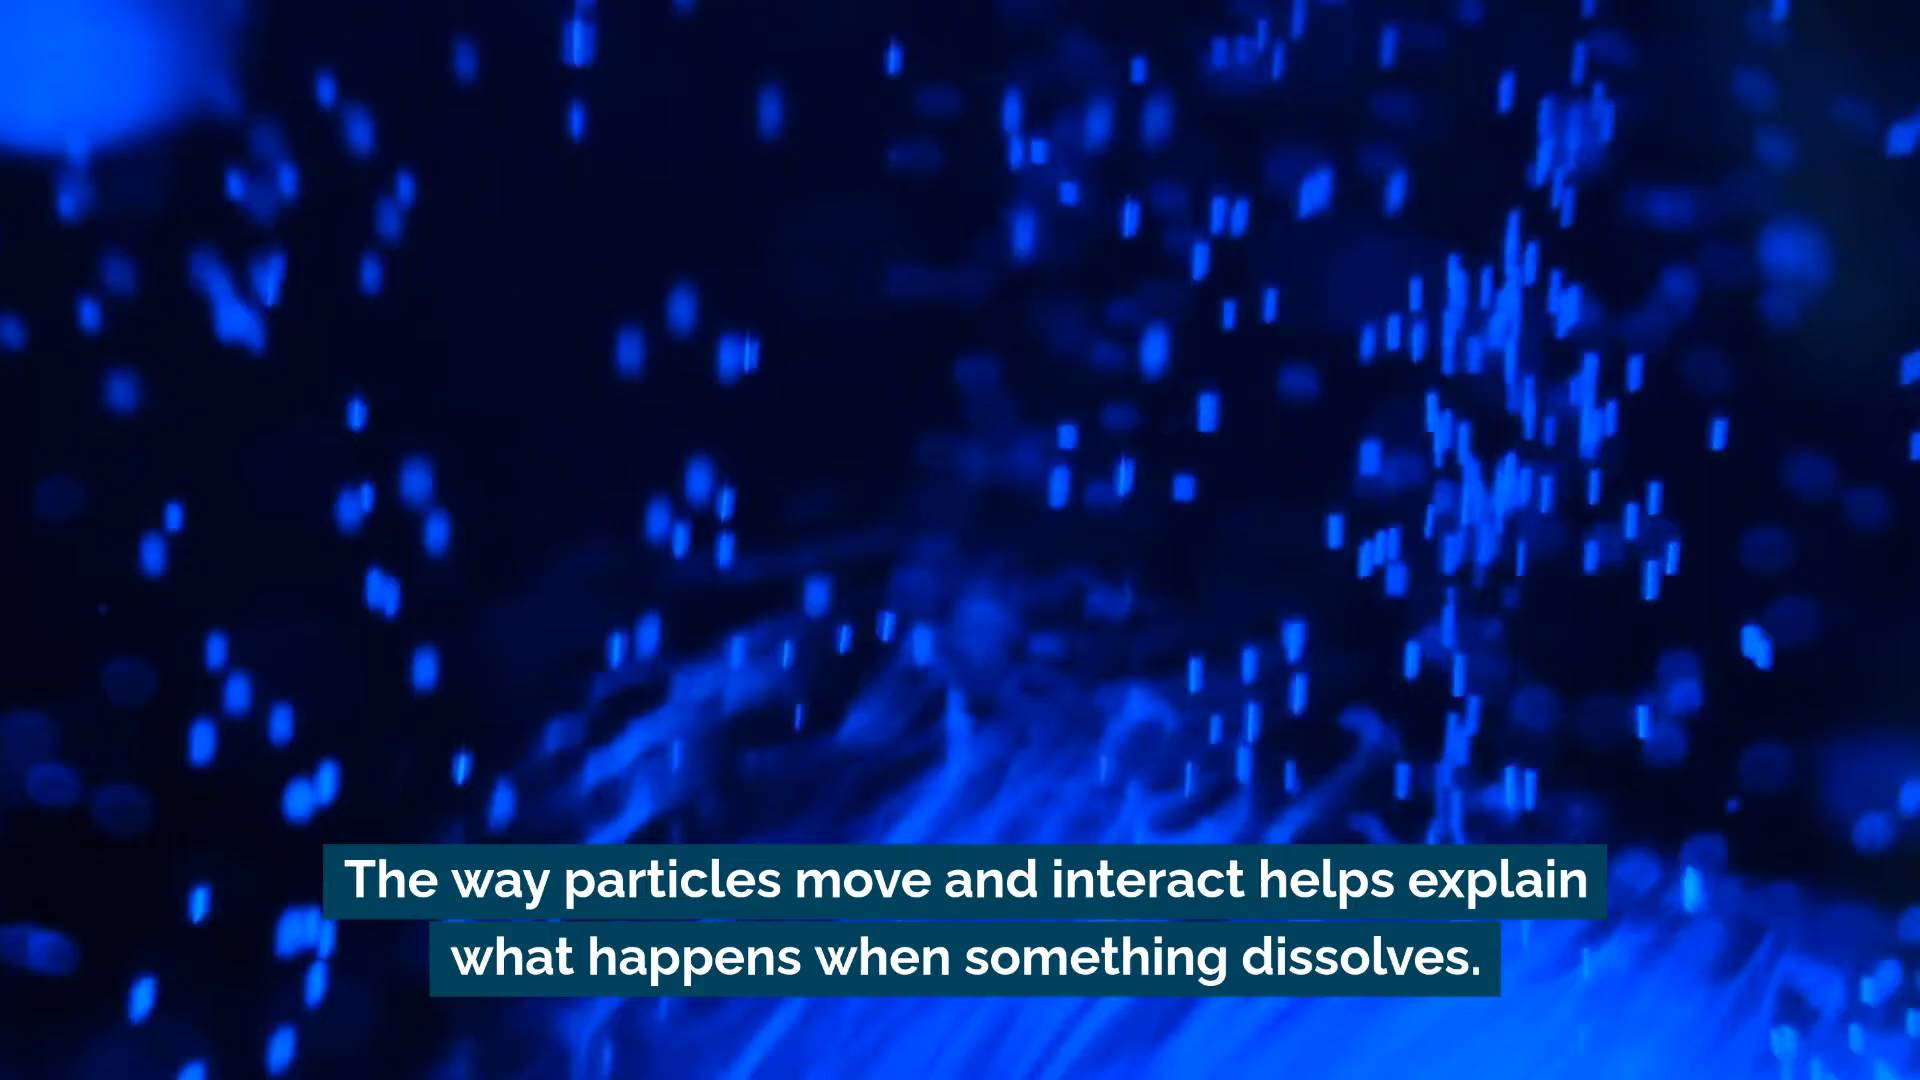 The way particles move and interact helps explain
what happens when something dissolves.